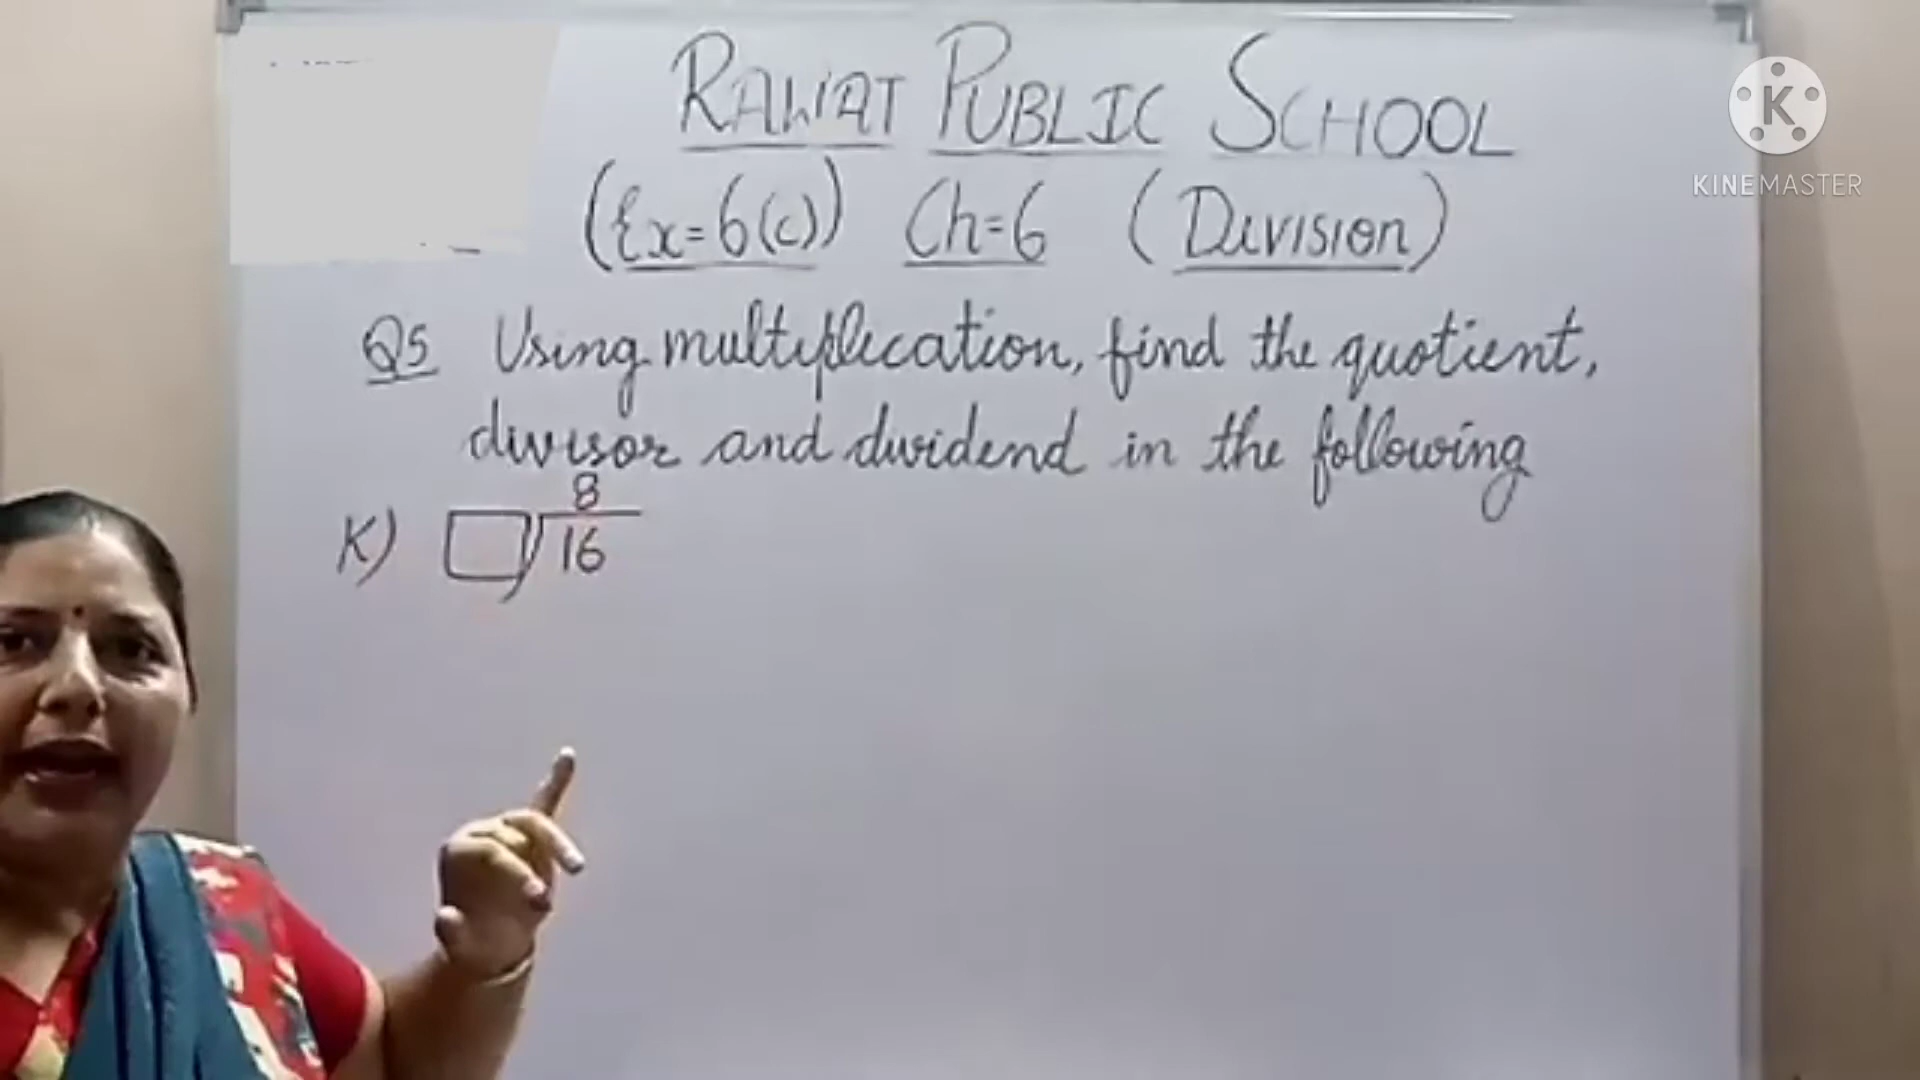 RAWAT PUBLIC SCHOOL
(Ex=6(c)) Ch=6 (Division)
Q5 Using multiplication, find the quotient,
divisor and dividend in the following
8
K) 16
K
KINEMASTER